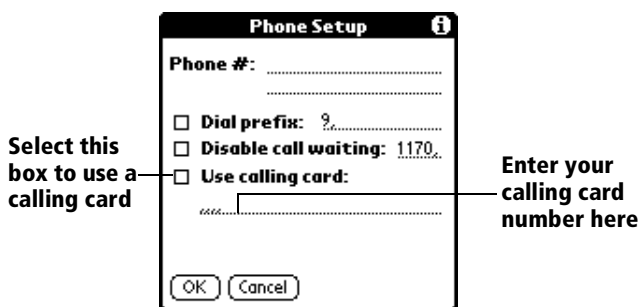 Phone Setup i
Phone #:
Dial prefix: 9,
Disable call waiting: 1170,
Use calling card:
,,,,
OK Cancel
Select this
box to use a
calling card
Enter your
calling card
number here